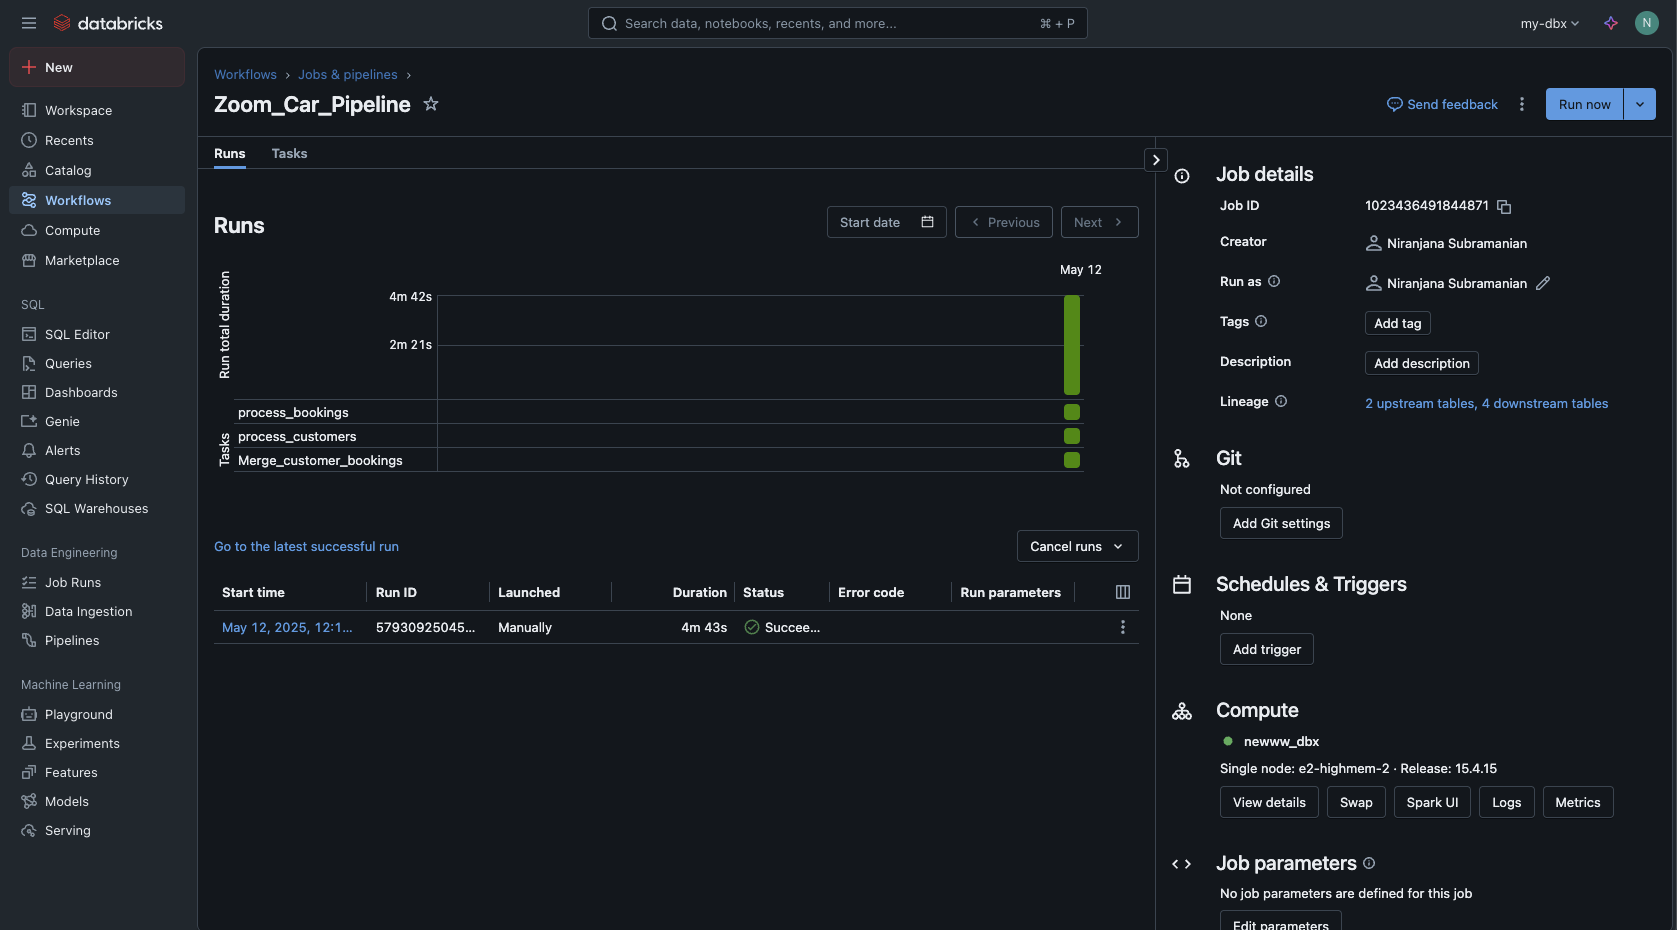 databricks
Search data, notebooks, recents, and more...
⌘ + P
my-dbx
N
New
Workspace
Recents
Catalog
Workflows
Compute
Marketplace
SQL
SQL Editor
Queries
Dashboards
Genie
Alerts
Query History
SQL Warehouses
Data Engineering
Job Runs
Data Ingestion
Pipelines
Machine Learning
Playground
Experiments
Features
Models
Serving
Workflows › Jobs & pipelines ›
Zoom_Car_Pipeline
Send feedback
Run now
Runs Tasks
Runs
Start date
Previous
Next
May 12
Run total duration
4m 42s
2m 21s
Tasks
process_bookings
process_customers
Merge_customer_bookings
Go to the latest successful run
Cancel runs
Start time Run ID Launched Duration Status Error code Run parameters
May 12, 2025, 12:1... 57930925045... Manually 4m 43s Succee...
Job details
Job ID 1023436491844871
Creator Niranjana Subramanian
Run as Niranjana Subramanian
Tags Add tag
Description Add description
Lineage 2 upstream tables, 4 downstream tables
Git
Not configured
Add Git settings
Schedules & Triggers
None
Add trigger
Compute
newww_dbx
Single node: e2-highmem-2 · Release: 15.4.15
View details Swap Spark UI Logs Metrics
Job parameters
No job parameters are defined for this job
Edit parameters